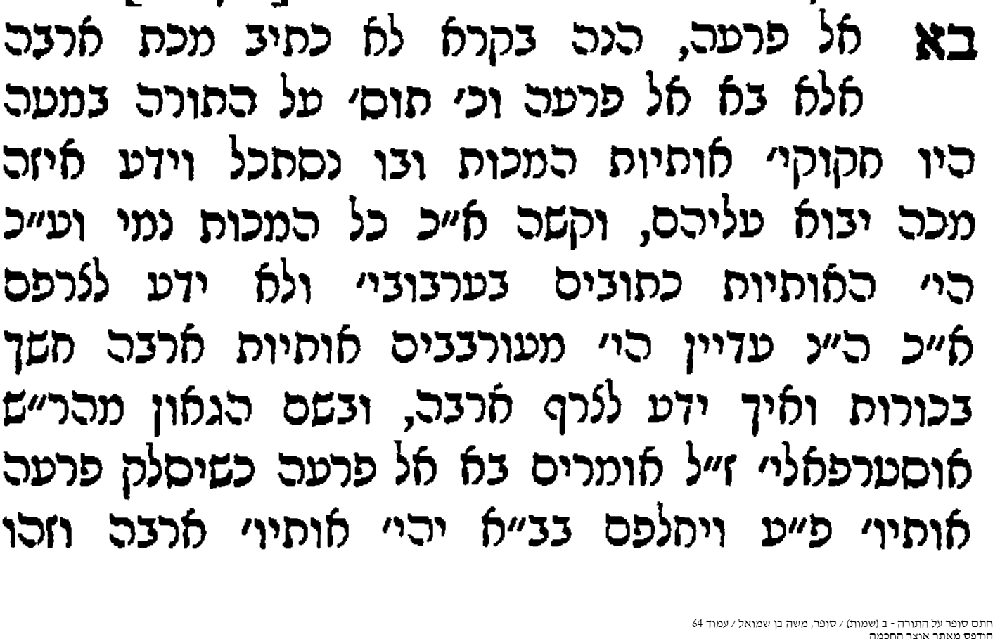 בא אל פרעה, הנה בקרא לא כתיב מכת ארבה
אלא בא אל פרעה וכ׳ תוס׳ על התורה במטה
היו חקוקי׳ אותיות המכות ובו נסתכל וידע איזה
מכה יבוא עליהם, וקשה א״כ כל המכות נמי וע״כ
הי׳ האותיות כתובים בערבובי׳ ולא ידע לצרפם
א״כ ה״נ עדיין הי׳ מעורבבים אותיות ארבה חשך
בכורות ואיך ידע לצרף ארבה, ובשם הגאון מהר״ש
אוסטרפאלי׳ ז״ל אומרים בא אל פרעה כשיסלק פרעה
אותיו׳ פ״ע ויחלפם בב״א יהי׳ אותיו׳ ארבה וזהו
חתם סופר על התורה - ב (שמות) / סופר, משה בן שמואל / עמוד 64
הודפס מאתר אוצר החכמה